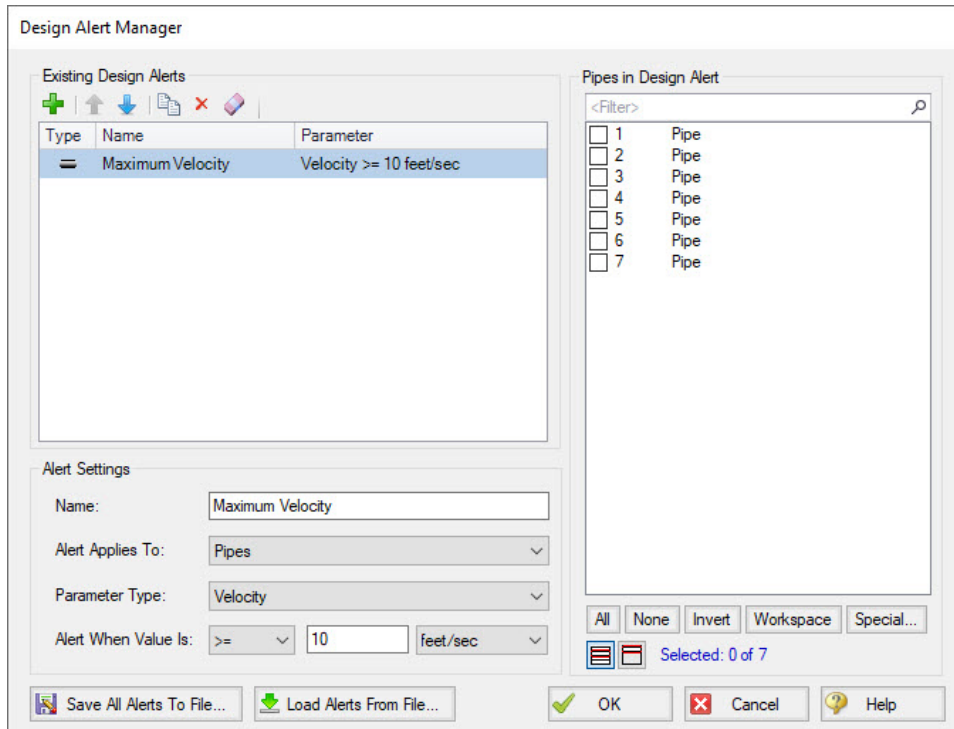 Design Alert Manager
Existing Design Alerts
Type Name Parameter
Maximum Velocity Velocity >= 10 feet/sec
Alert Settings
Name: Maximum Velocity
Alert Applies To: Pipes
Parameter Type: Velocity
Alert When Value Is: >= 10 feet/sec
Pipes in Design Alert
<Filter>
1 Pipe
2 Pipe
3 Pipe
4 Pipe
5 Pipe
6 Pipe
7 Pipe
All None Invert Workspace Special...
Selected: 0 of 7
Save All Alerts To File... Load Alerts From File... OK Cancel Help